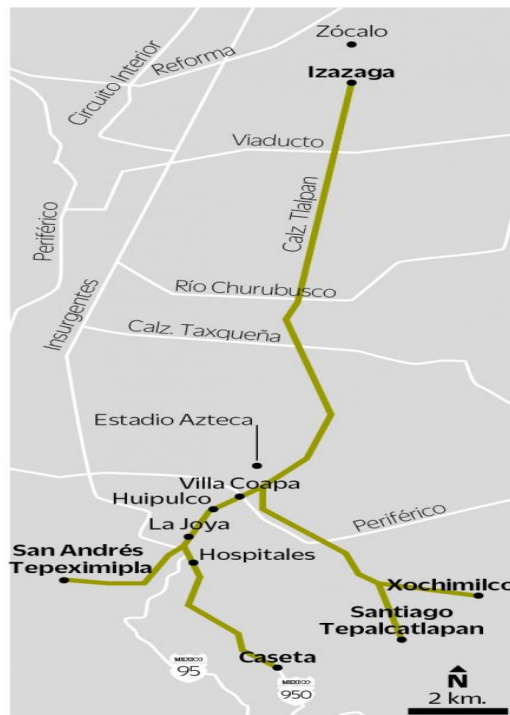 Zócalo
Izazaga
Circuito Interior
Reforma
Viaducto
Calz. Tlalpan
Periférico
Insurgentes
Río Churubusco
Calz. Taxqueña
Estadio Azteca
Villa Coapa
Huipulco
Periférico
La Joya
San Andrés
Tepeximipla
Hospitales
Xochimilco
Santiago
Tepalcatlapan
Caseta
MEXICO
95
MEXICO
950
N
2 km.